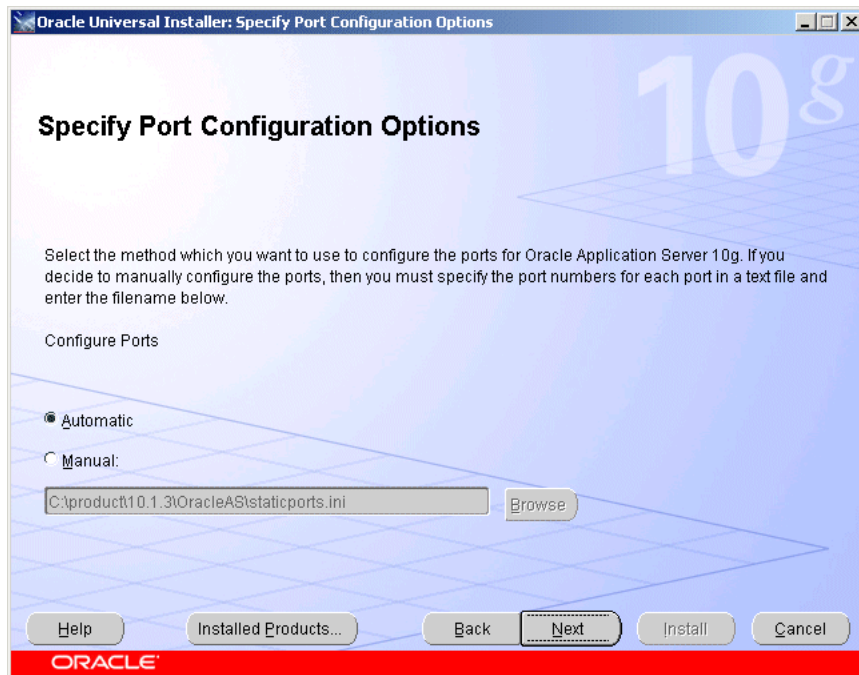 Oracle Universal Installer: Specify Port Configuration Options
10g
Specify Port Configuration Options
Select the method which you want to use to configure the ports for Oracle Application Server 10g. If you
decide to manually configure the ports, then you must specify the port numbers for each port in a text file and
enter the filename below.
Configure Ports
Automatic
Manual:
C:\product\10.1.3\OracleAS\staticports.ini
Browse
Help
Installed Products...
Back
Next
Install
Cancel
ORACLE